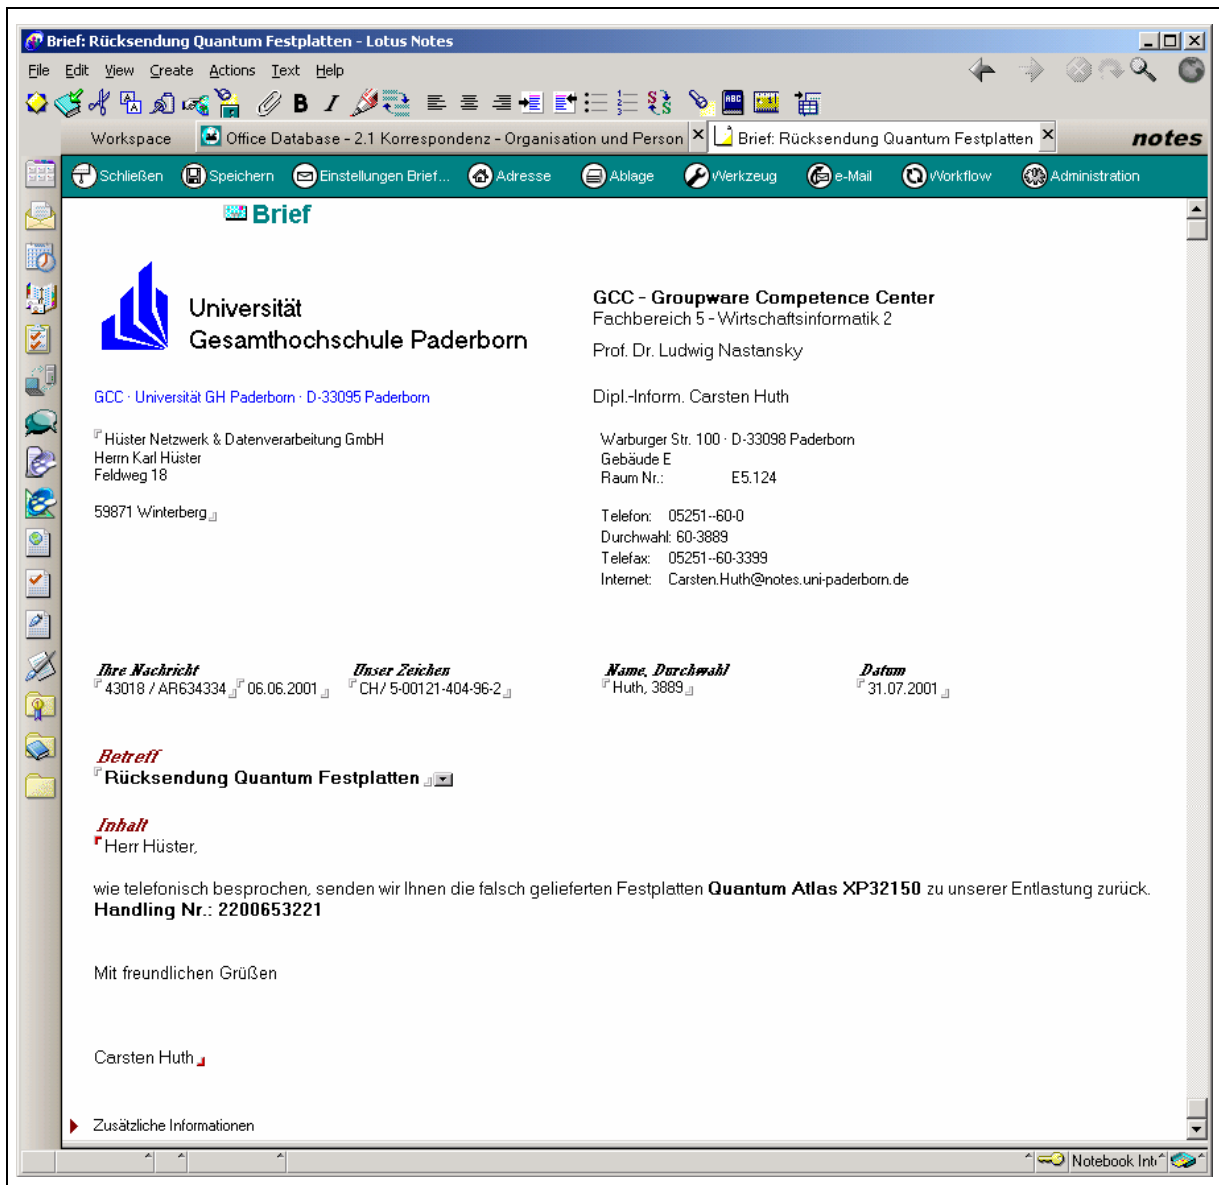 Brief: Rücksendung Quantum Festplatten - Lotus Notes
File Edit View Create Actions Text Help
B I
ABC
Workspace Office Database - 2.1 Korrespondenz - Organisation und Person Brief: Rücksendung Quantum Festplatten notes
Schließen Speichern Einstellungen Brief... Adresse Ablage Werkzeug e-Mail Workflow Administration
Brief
Universität
Gesamthochschule Paderborn
GCC - Groupware Competence Center
Fachbereich 5 - Wirtschaftsinformatik 2
Prof. Dr. Ludwig Nastansky
GCC · Universität GH Paderborn · D-33095 Paderborn
Dipl.-Inform. Carsten Huth
Hüster Netzwerk & Datenverarbeitung GmbH
Herrn Karl Hüster
Feldweg 18
59871 Winterberg
Warburger Str. 100 · D-33098 Paderborn
Gebäude E
Raum Nr.: E5.124
Telefon: 05251--60-0
Durchwahl: 60-3889
Telefax: 05251--60-3399
Internet: Carsten.Huth@notes.uni-paderborn.de
Ihre Nachricht Unser Zeichen Name, Durchwahl Datum
43018 / AR634334 06.06.2001 CH/ 5-00121-404-96-2 Huth, 3889 31.07.2001
Betreff
Rücksendung Quantum Festplatten
Inhalt
Herr Hüster,
wie telefonisch besprochen, senden wir Ihnen die falsch gelieferten Festplatten Quantum Atlas XP32150 zu unserer Entlastung zurück.
Handling Nr.: 2200653221
Mit freundlichen Grüßen
Carsten Huth
Zusätzliche Informationen
Notebook Int